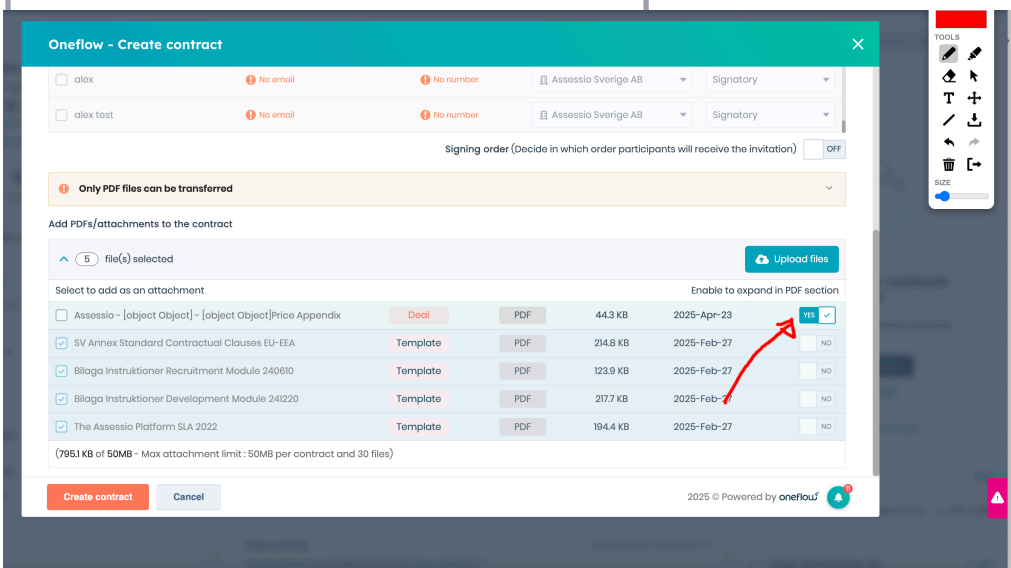 Oneflow - Create contract
TOOLS
alex No email No number Assessio Sverige AB Signatory
alex test No email No number Assessio Sverige AB Signatory
T
Signing order (Decide in which order participants will receive the invitation) OFF
SIZE
Only PDF files can be transferred
Add PDFs/attachments to the contract
5 file(s) selected Upload files
Select to add as an attachment Enable to expand in PDF section
Assessio - [object Object] - [object Object]Price Appendix Deal PDF 44.3 KB 2025-Apr-23 YES
SV Annex Standard Contractual Clauses EU-EEA Template PDF 214.8 KB 2025-Feb-27 NO
Bilaga Instruktioner Recruitment Module 240610 Template PDF 123.9 KB 2025-Feb-27 NO
Bilaga Instruktioner Development Module 241220 Template PDF 217.7 KB 2025-Feb-27 NO
The Assessio Platform SLA 2022 Template PDF 194.4 KB 2025-Feb-27 NO
(795.1 KB of 50MB - Max attachment limit : 50MB per contract and 30 files)
Create contract Cancel 2025 © Powered by oneflow 11